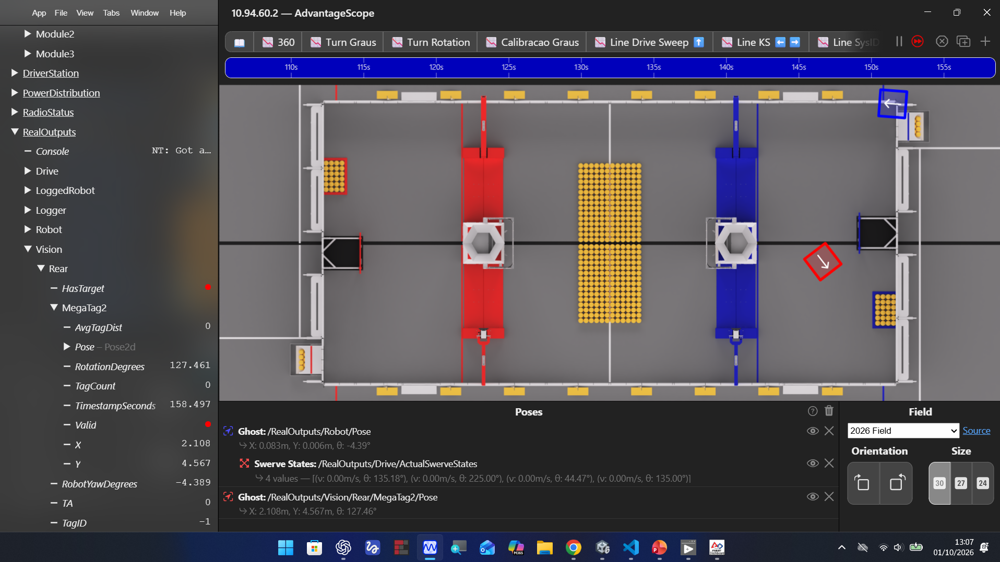 App File View Tabs Window Help
10.94.60.2 — AdvantageScope
360
Turn Graus
Turn Rotation
Calibracao Graus
Line Drive Sweep
Line KS
Line SysID
110s 115s 120s 125s 130s 135s 140s 145s 150s 155s
Module2
Module3
DriverStation
PowerDistribution
RadioStatus
RealOutputs
Console NT: Got a…
Drive
LoggedRobot
Logger
Robot
Vision
Rear
HasTarget
MegaTag2
AvgTagDist 0
Pose – Pose2d
RotationDegrees 127.461
TagCount 0
TimestampSeconds 158.497
Valid
X 2.108
Y 4.567
RobotYawDegrees -4.389
TA 0
TagID -1
Poses
Ghost: /RealOutputs/Robot/Pose
X: 0.083m, Y: 0.006m, θ: -4.39°
Swerve States: /RealOutputs/Drive/ActualSwerveStates
4 values — [(v: 0.00m/s, θ: 135.18°), (v: 0.00m/s, θ: 225.00°), (v: 0.00m/s, θ: 44.47°), (v: 0.00m/s, θ: 135.00°)]
Ghost: /RealOutputs/Vision/Rear/MegaTag2/Pose
X: 2.108m, Y: 4.567m, θ: 127.46°
Field
2026 Field Source
Orientation Size
30 27 24
M365
13:07
01/10/2026